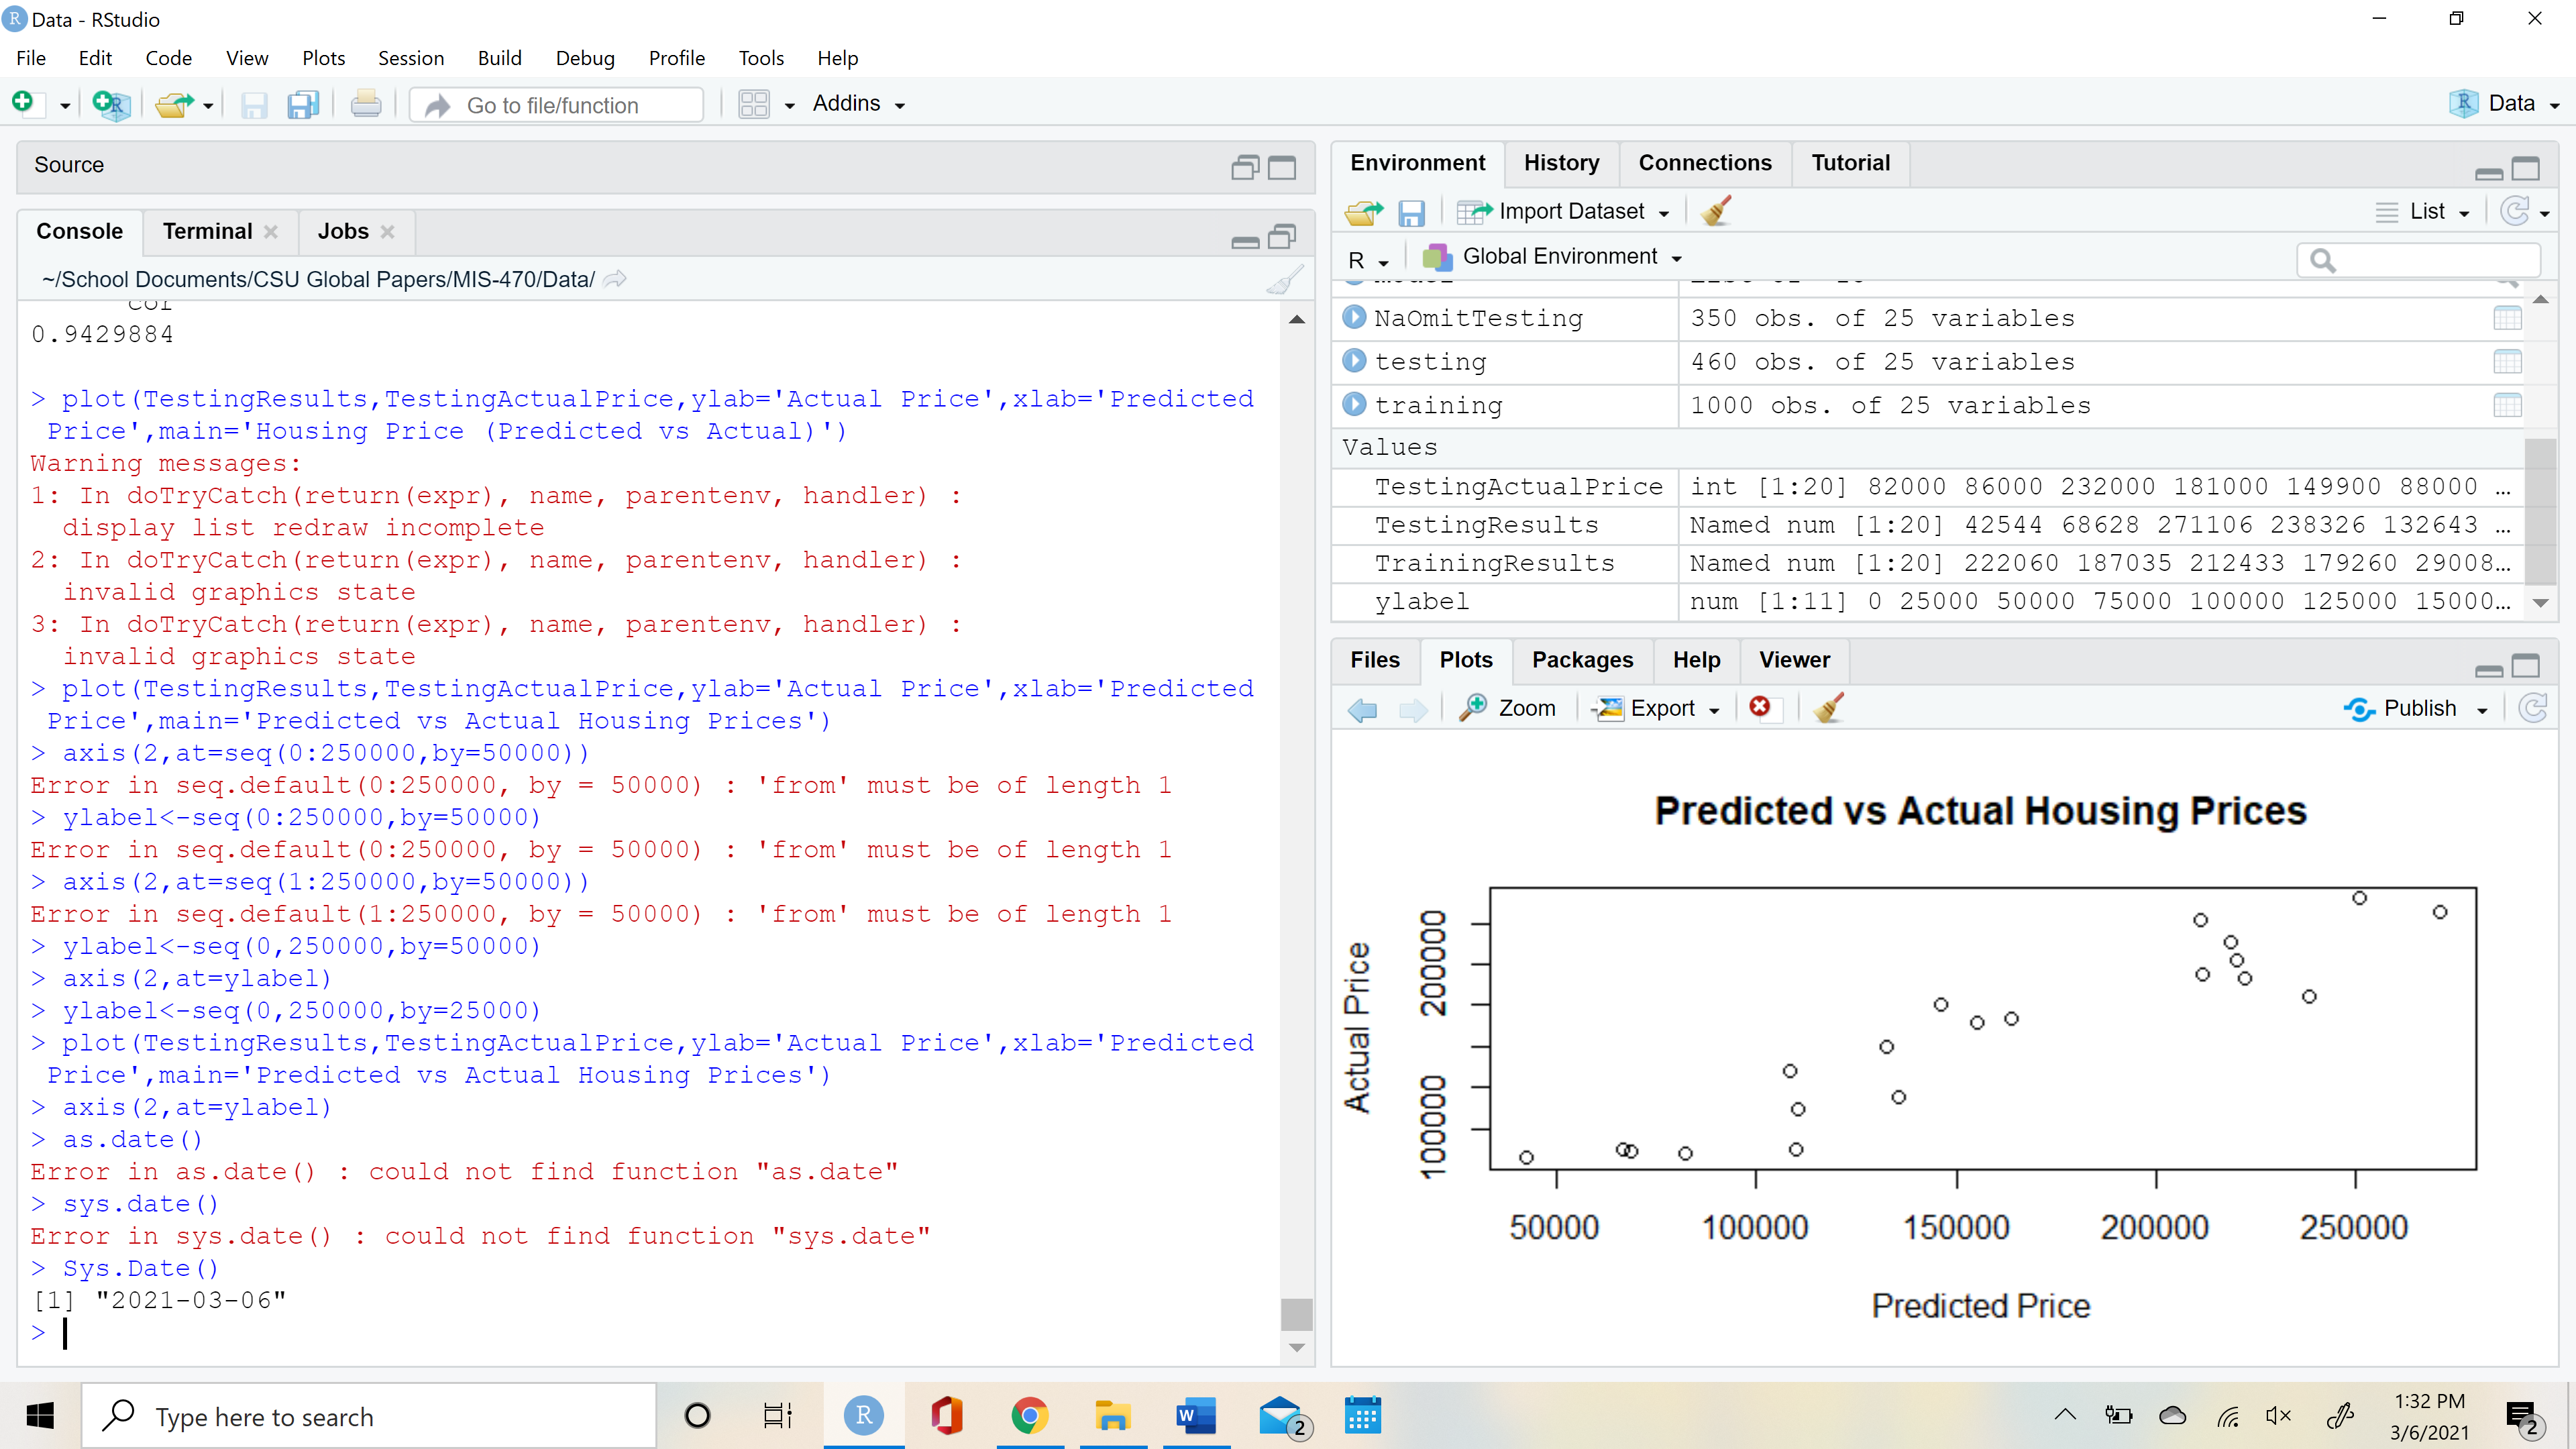 Data - RStudio
File Edit Code View Plots Session Build Debug Profile Tools Help
Go to file/function Addins Data
Source
Console Terminal Jobs
~/School Documents/CSU Global Papers/MIS-470/Data/
cor
0.9429884
> plot(TestingResults,TestingActualPrice,ylab='Actual Price',xlab='Predicted
Price',main='Housing Price (Predicted vs Actual)')
Warning messages:
1: In doTryCatch(return(expr), name, parentenv, handler) :
display list redraw incomplete
2: In doTryCatch(return(expr), name, parentenv, handler) :
invalid graphics state
3: In doTryCatch(return(expr), name, parentenv, handler) :
invalid graphics state
> plot(TestingResults,TestingActualPrice,ylab='Actual Price',xlab='Predicted
Price',main='Predicted vs Actual Housing Prices')
> axis(2,at=seq(0:250000,by=50000))
Error in seq.default(0:250000, by = 50000) : 'from' must be of length 1
> ylabel<-seq(0:250000,by=50000)
Error in seq.default(0:250000, by = 50000) : 'from' must be of length 1
> axis(2,at=seq(1:250000,by=50000))
Error in seq.default(1:250000, by = 50000) : 'from' must be of length 1
> ylabel<-seq(0,250000,by=50000)
> axis(2,at=ylabel)
> ylabel<-seq(0,250000,by=25000)
> plot(TestingResults,TestingActualPrice,ylab='Actual Price',xlab='Predicted
Price',main='Predicted vs Actual Housing Prices')
> axis(2,at=ylabel)
> as.date()
Error in as.date() : could not find function "as.date"
> sys.date()
Error in sys.date() : could not find function "sys.date"
> Sys.Date()
[1] "2021-03-06"
>
Environment History Connections Tutorial
Import Dataset List
R Global Environment
NaOmitTesting 350 obs. of 25 variables
testing 460 obs. of 25 variables
training 1000 obs. of 25 variables
Values
TestingActualPrice int [1:20] 82000 86000 232000 181000 149900 88000 …
TestingResults Named num [1:20] 42544 68628 271106 238326 132643 …
TrainingResults Named num [1:20] 222060 187035 212433 179260 29008…
ylabel num [1:11] 0 25000 50000 75000 100000 125000 15000…
Files Plots Packages Help Viewer
Zoom Export Publish
Predicted vs Actual Housing Prices
Actual Price
200000
100000
50000 100000 150000 200000 250000
Predicted Price
Type here to search
2
1:32 PM
3/6/2021
2